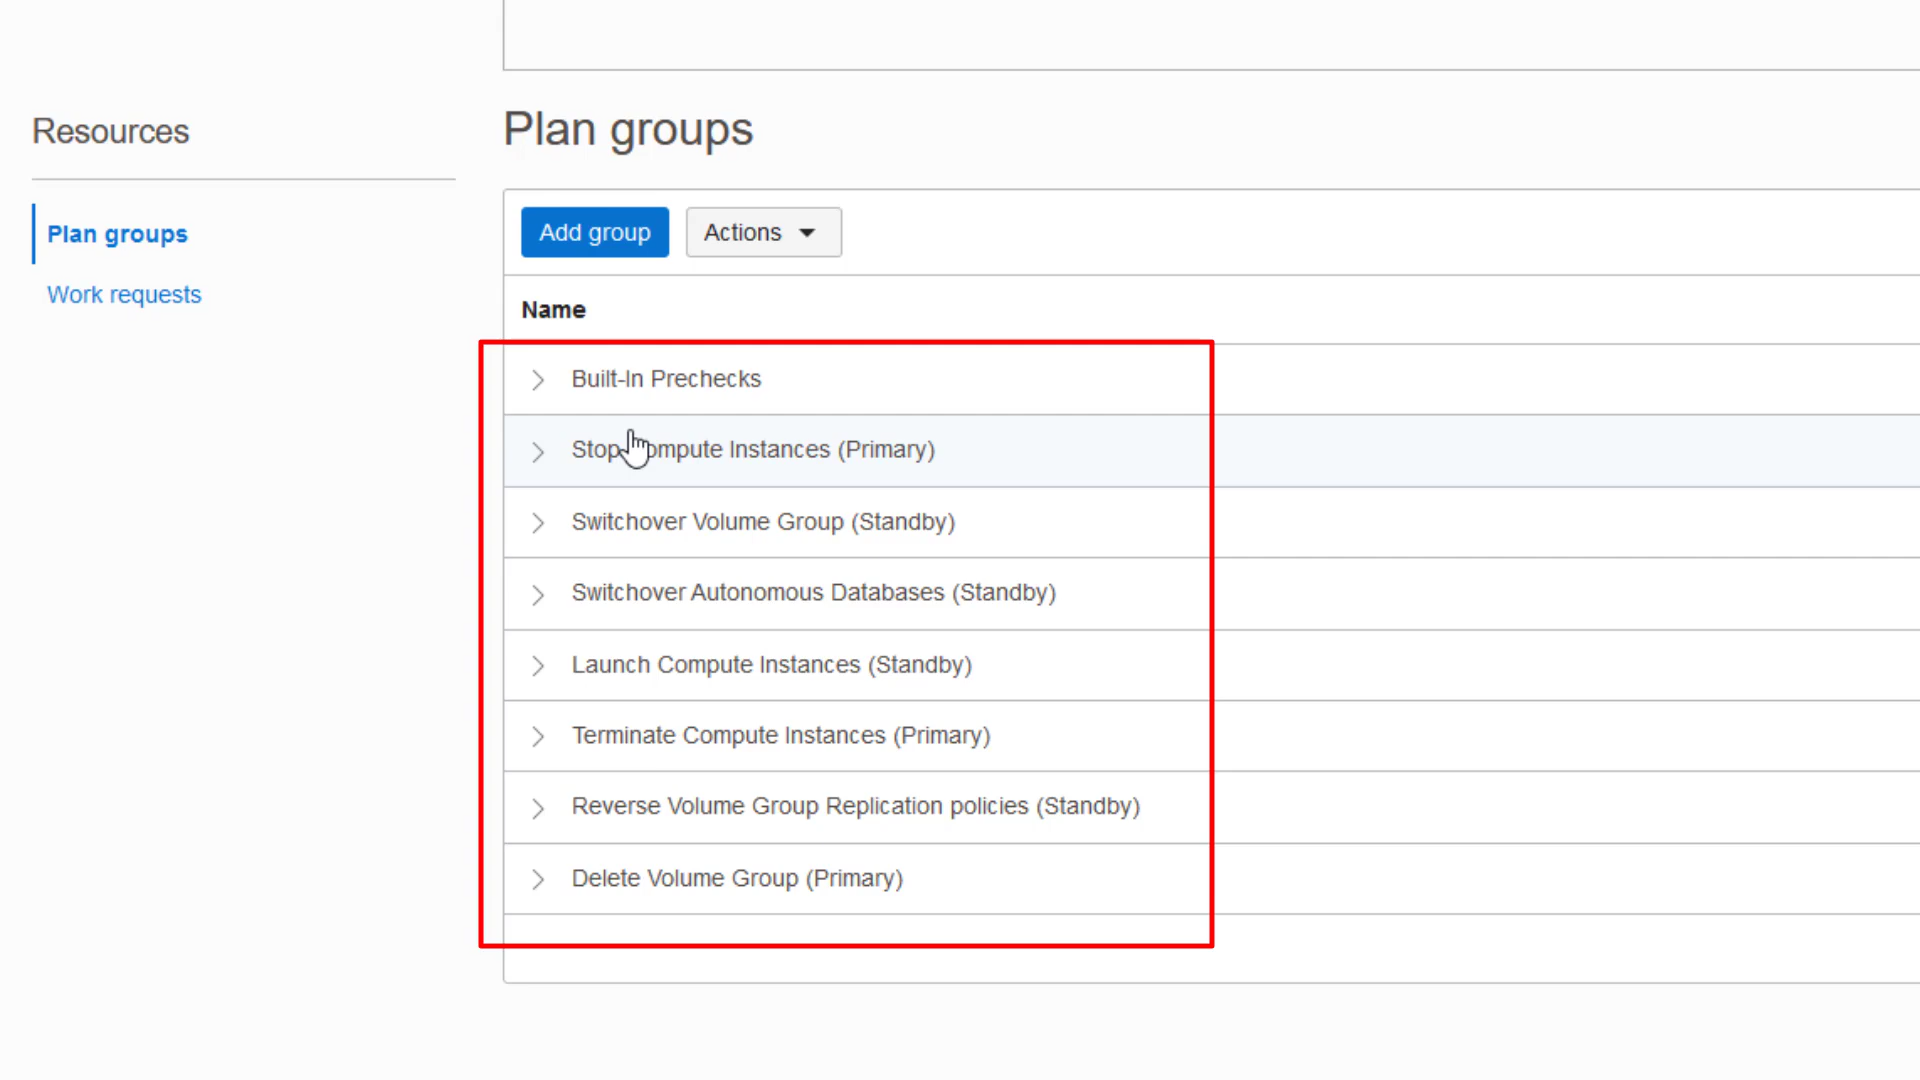 Resources
Plan groups
Work requests
Plan groups
Add group
Actions
Name
Built-In Prechecks
Stop Compute Instances (Primary)
Switchover Volume Group (Standby)
Switchover Autonomous Databases (Standby)
Launch Compute Instances (Standby)
Terminate Compute Instances (Primary)
Reverse Volume Group Replication policies (Standby)
Delete Volume Group (Primary)